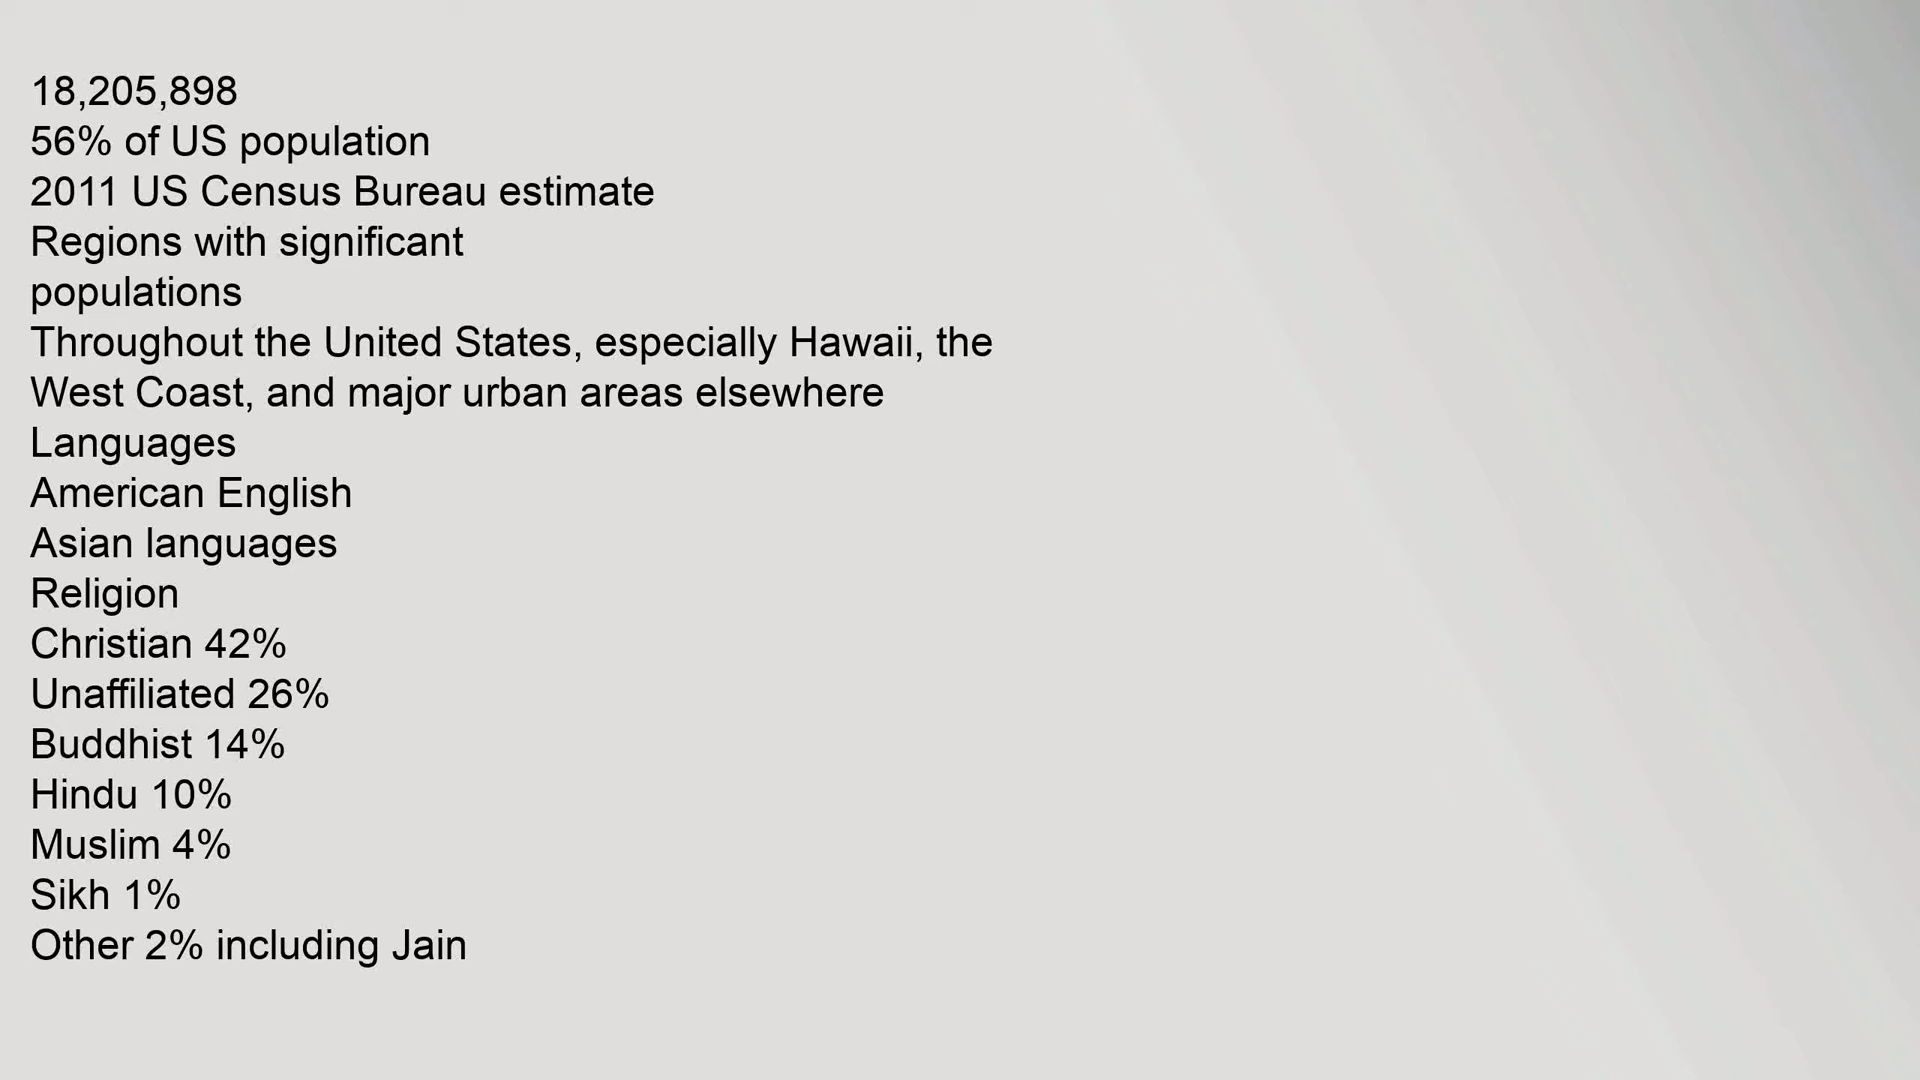 18,205,898
56% of US population
2011 US Census Bureau estimate
Regions with significant
populations
Throughout the United States, especially Hawaii, the
West Coast, and major urban areas elsewhere
Languages
American English
Asian languages
Religion
Christian 42%
Unaffiliated 26%
Buddhist 14%
Hindu 10%
Muslim 4%
Sikh 1%
Other 2% including Jain